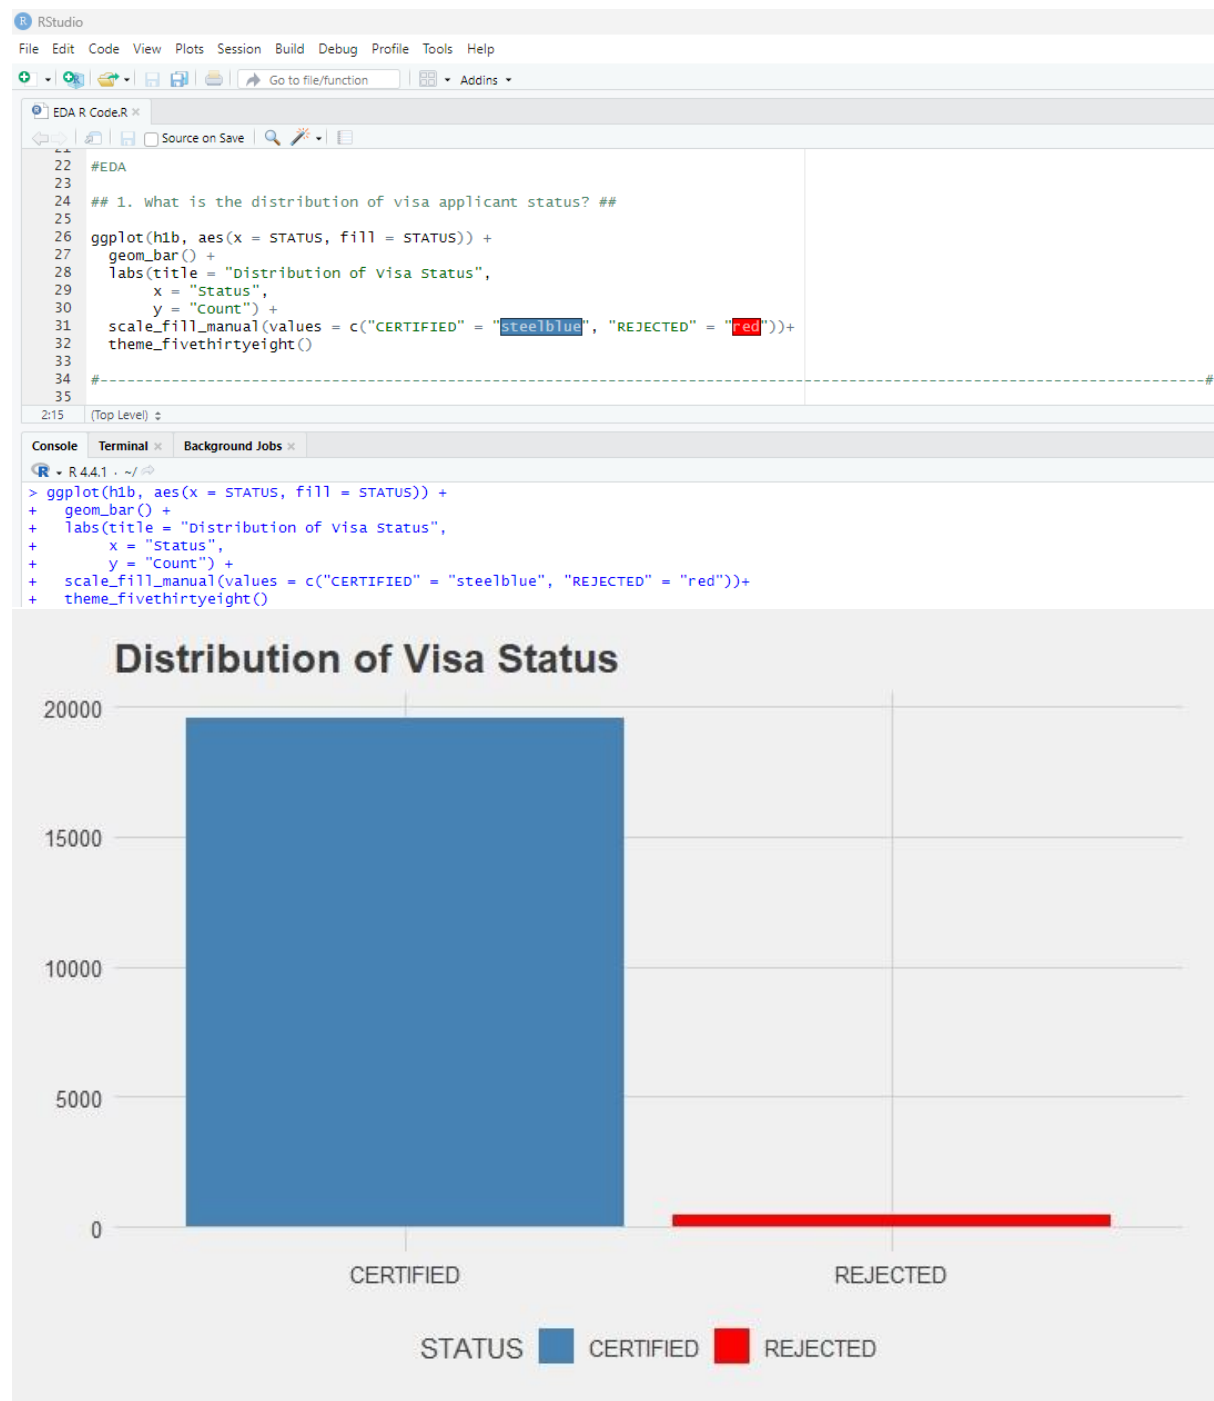 RStudio
File Edit Code View Plots Session Build Debug Profile Tools Help
Go to file/function Addins
EDA R Code.R
Source on Save
21
22 #EDA
23
24 ## 1. What is the distribution of visa applicant status? ##
25
26 ggplot(h1b, aes(x = STATUS, fill = STATUS)) +
27 geom_bar() +
28 labs(title = "Distribution of Visa Status",
29 x = "Status",
30 y = "Count") +
31 scale_fill_manual(values = c("CERTIFIED" = "steelblue", "REJECTED" = "red"))+
32 theme_fivethirtyeight()
33
34 #----------------------------------------------------------------------------------------------------------------------------#
35
2:15 (Top Level)
Console Terminal Background Jobs
R R 4.4.1 · ~/
> ggplot(h1b, aes(x = STATUS, fill = STATUS)) +
+ geom_bar() +
+ labs(title = "Distribution of Visa Status",
+ x = "Status",
+ y = "Count") +
+ scale_fill_manual(values = c("CERTIFIED" = "steelblue", "REJECTED" = "red"))+
+ theme_fivethirtyeight()
Distribution of Visa Status
20000
15000
10000
5000
0
CERTIFIED REJECTED
STATUS CERTIFIED REJECTED